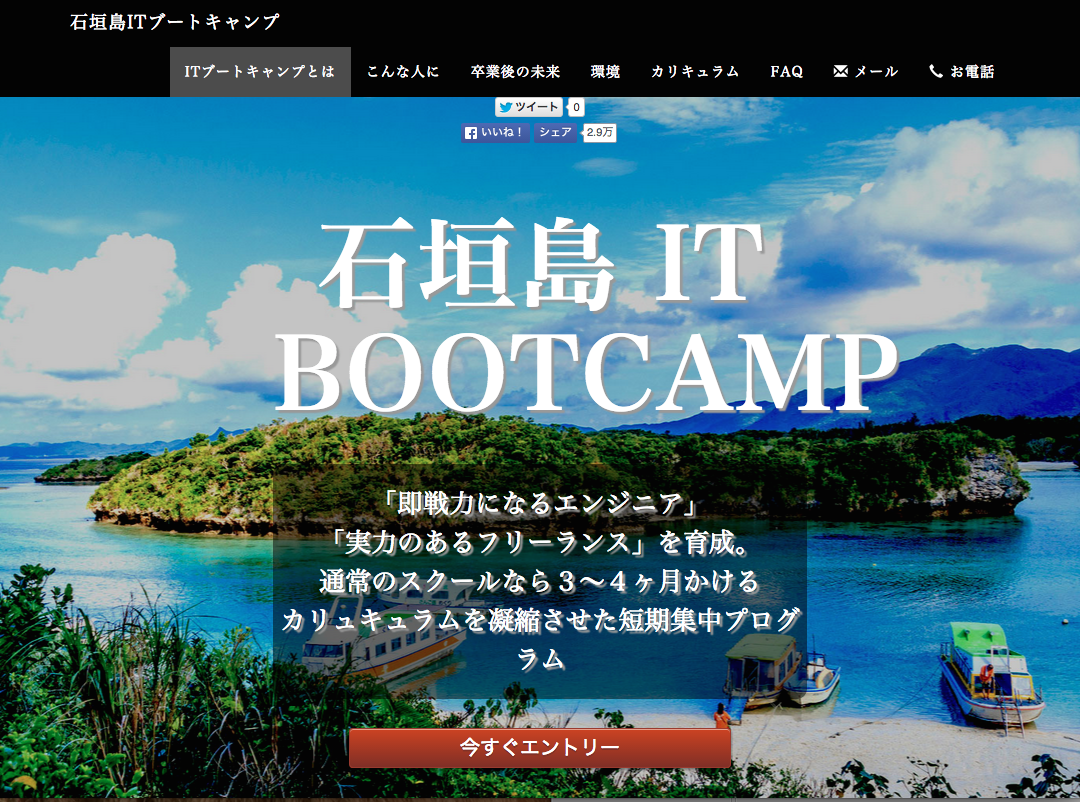 石垣島ITブートキャンプ
ITブートキャンプとは こんな人に 卒業後の未来 環境 カリキュラム FAQ メール お電話
ツイート 0
いいね！ シェア 2.9万
石垣島 IT
BOOTCAMP
「即戦力になるエンジニア」
「実力のあるフリーランス」を育成。
通常のスクールなら３〜４ヶ月かける
カリュキュラムを凝縮させた短期集中プログ
ラム
今すぐエントリー